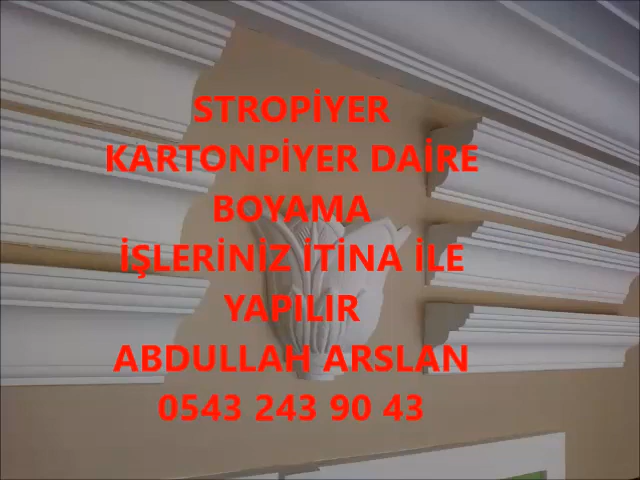 STROPİYER
KARTONPİYER DAİRE
BOYAMA
İŞLERİNİZ İTİNA İLE
YAPILIR
ABDULLAH ARSLAN
0543 243 90 43